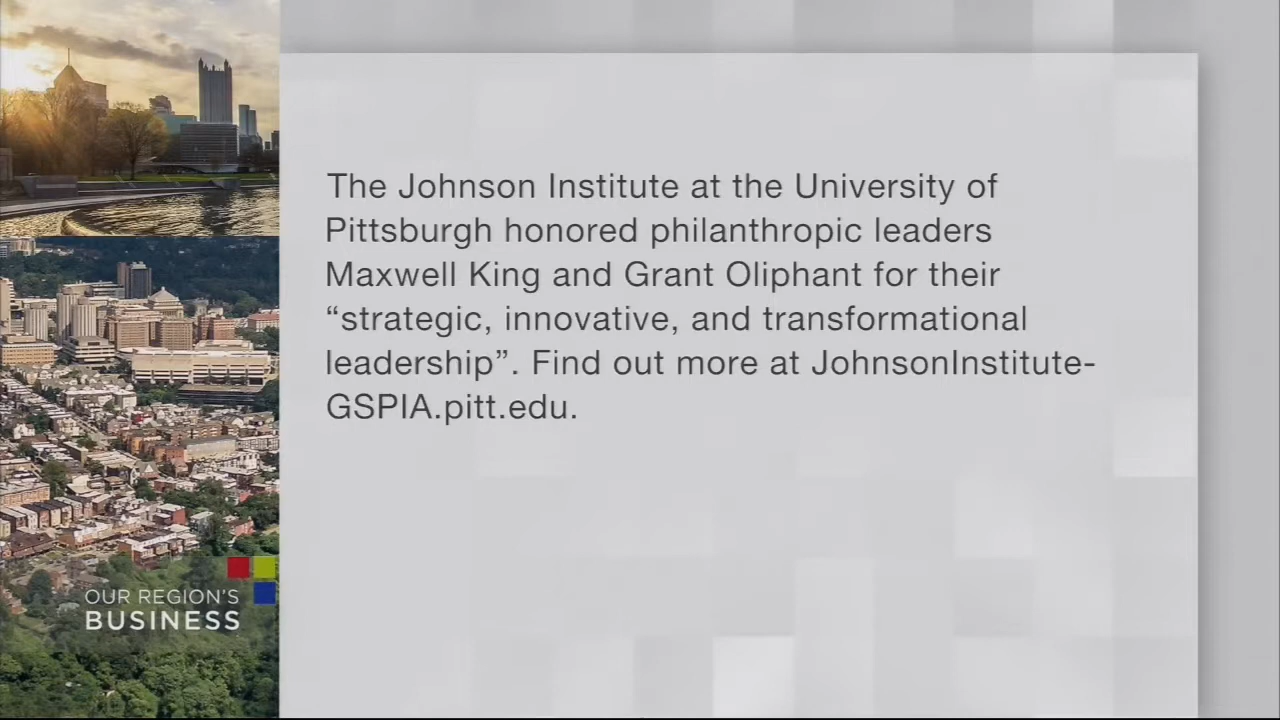 The Johnson Institute at the University of
Pittsburgh honored philanthropic leaders
Maxwell King and Grant Oliphant for their
“strategic, innovative, and transformational
leadership”. Find out more at JohnsonInstitute-
GSPIA.pitt.edu.
OUR REGION'S
BUSINESS